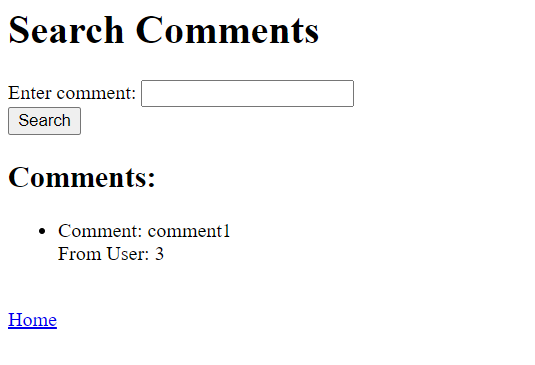 Search Comments
Enter comment:
Search
Comments:
Comment: comment1
From User: 3
Home